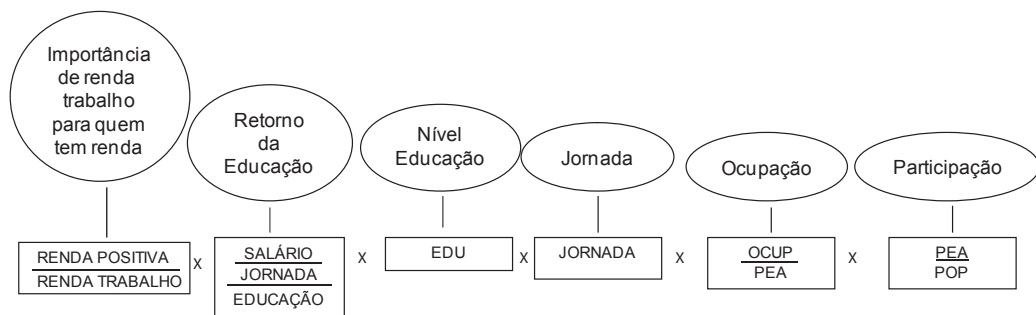 Importância
de renda
trabalho
para quem
tem renda
Retorno
da
Educação
Nível
Educação
Jornada
Ocupação
Participação
RENDA POSITIVA
RENDA TRABALHO
X
SALÁRIO
JORNADA
EDUCAÇÃO
x
EDU
x
JORNADA
x
OCUP
PEA
x
PEA
POP